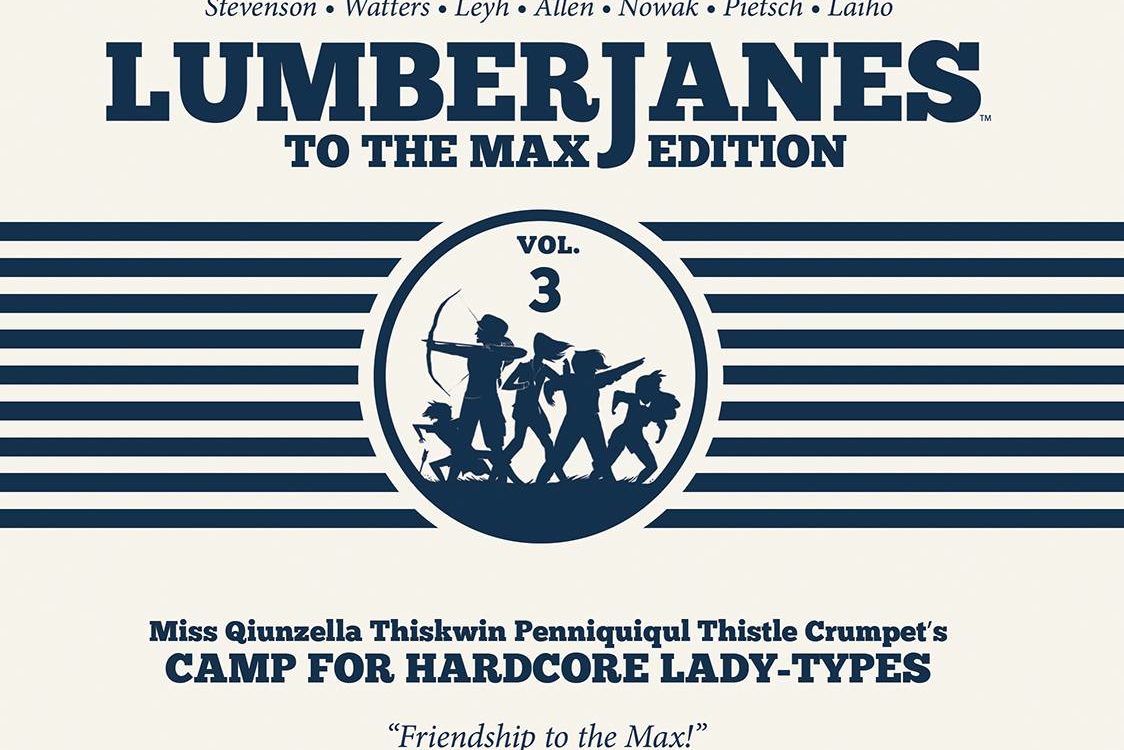 Stevenson • Watters • Leyh • Allen • Nowak • Pietsch • Laiho
LUMBERJANES™
TO THE MAX EDITION
VOL.
3
Miss Qiunzella Thiskwin Penniquiqul Thistle Crumpet's
CAMP FOR HARDCORE LADY-TYPES
“Friendship to the Max!”